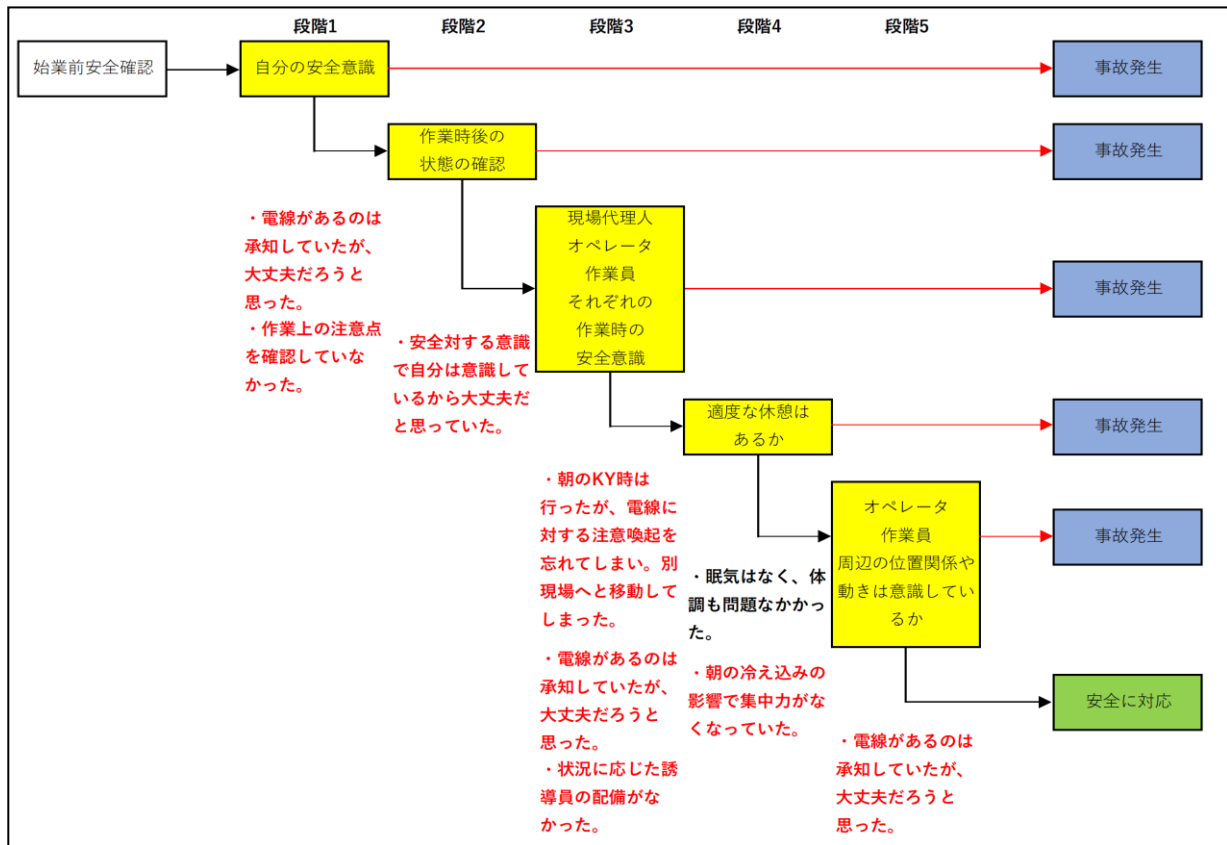 段階1 段階2 段階3 段階4 段階5
始業前安全確認
自分の安全意識
事故発生
作業時後の
状態の確認
事故発生
・電線があるのは
承知していたが、
大丈夫だろうと
思った。
・作業上の注意点
を確認していな
かった。
現場代理人
オペレータ
作業員
それぞれの
作業時の
安全意識
事故発生
・安全対する意識
で自分は意識して
いるから大丈夫だ
と思っていた。
適度な休憩は
あるか
事故発生
・朝のKY時は
行ったが、電線に
対する注意喚起を
忘れてしまい。別
現場へと移動して
しまった。
・電線があるのは
承知していたが、
大丈夫だろうと
思った。
・状況に応じた誘
導員の配備がな
かった。
オペレータ
作業員
周辺の位置関係や
動きは意識してい
るか
事故発生
・眠気はなく、体
調も問題なかかっ
た。
・朝の冷え込みの
影響で集中力がな
くなっていた。
安全に対応
・電線があるのは
承知していたが、
大丈夫だろうと
思った。